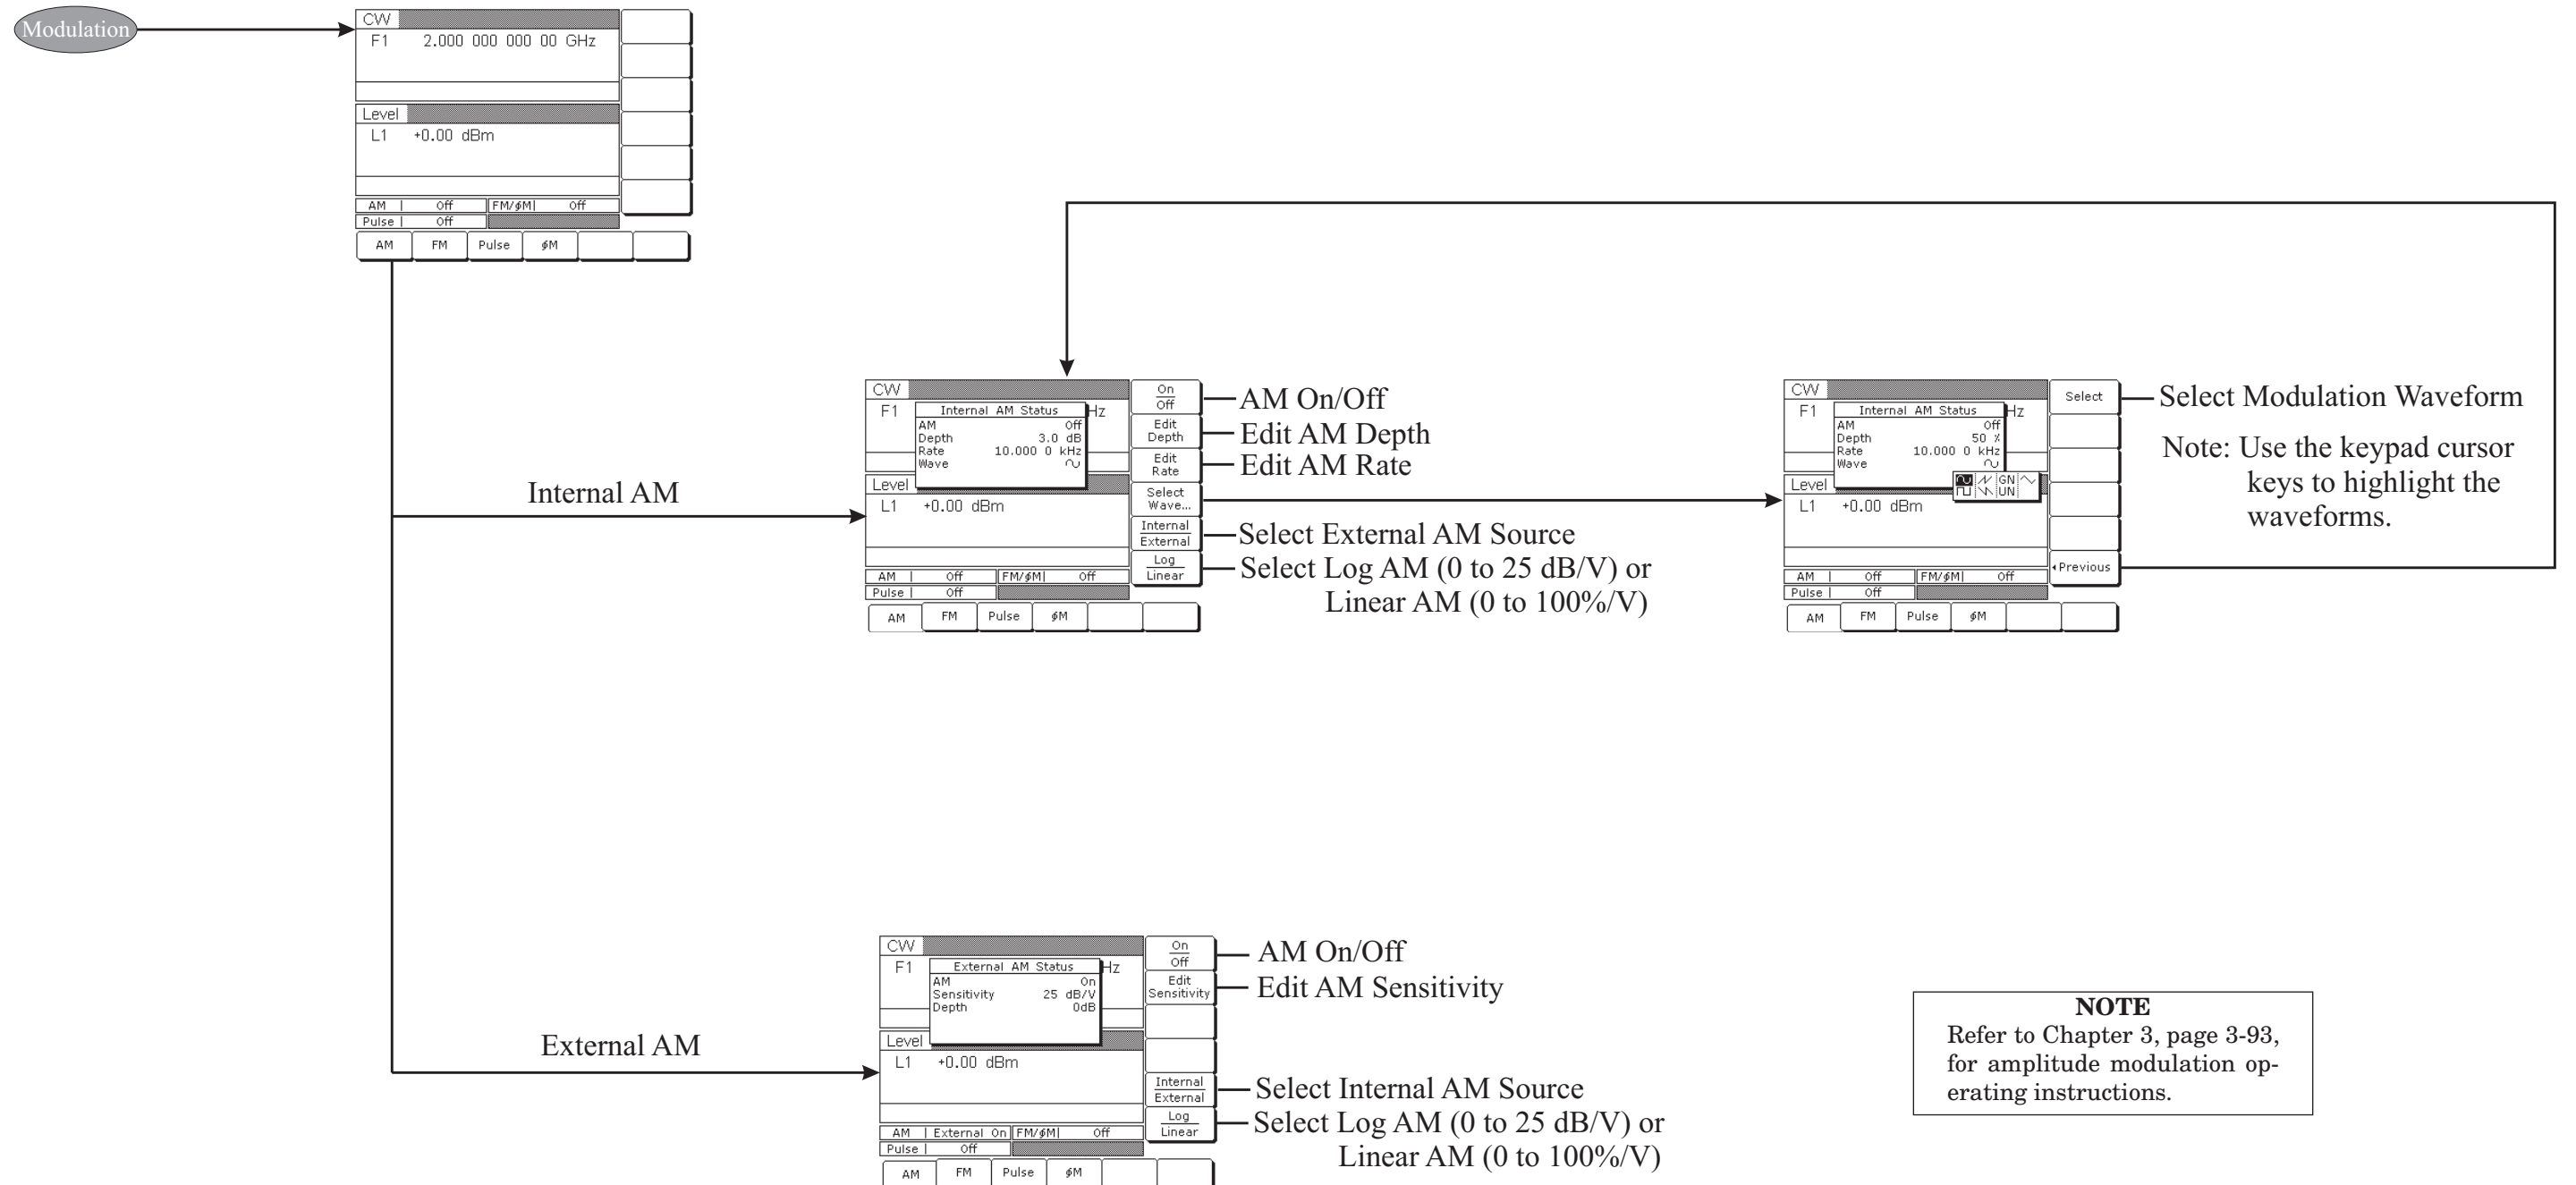 Modulation
CW
F1 2.000 000 000 00 GHz
Level
L1 +0.00 dBm
AM | Off FM/φM| Off
Pulse | Off
AM FM Pulse φM
Internal AM
CW
F1 Hz
Internal AM Status
AM Off
Depth 3.0 dB
Rate 10.000 0 kHz
Wave
Level
L1 +0.00 dBm
AM | Off FM/φM| Off
Pulse | Off
AM FM Pulse φM
On
Off
Edit
Depth
Edit
Rate
Select
Wave...
Internal
External
Log
Linear
AM On/Off
Edit AM Depth
Edit AM Rate
Select External AM Source
Select Log AM (0 to 25 dB/V) or
Linear AM (0 to 100%/V)
CW
F1 Hz
Internal AM Status
AM Off
Depth 50 %
Rate 10.000 0 kHz
Wave
GN
UN
Level
L1 +0.00 dBm
AM | Off FM/φM| Off
Pulse | Off
AM FM Pulse φM
Select
Previous
Select Modulation Waveform
Note: Use the keypad cursor
keys to highlight the
waveforms.
External AM
CW
F1 Hz
External AM Status
AM On
Sensitivity 25 dB/V
Depth 0dB
Level
L1 +0.00 dBm
AM | External On FM/φM| Off
Pulse | Off
AM FM Pulse φM
On
Off
Edit
Sensitivity
Internal
External
Log
Linear
AM On/Off
Edit AM Sensitivity
Select Internal AM Source
Select Log AM (0 to 25 dB/V) or
Linear AM (0 to 100%/V)
NOTE
Refer to Chapter 3, page 3-93,
for amplitude modulation op-
erating instructions.